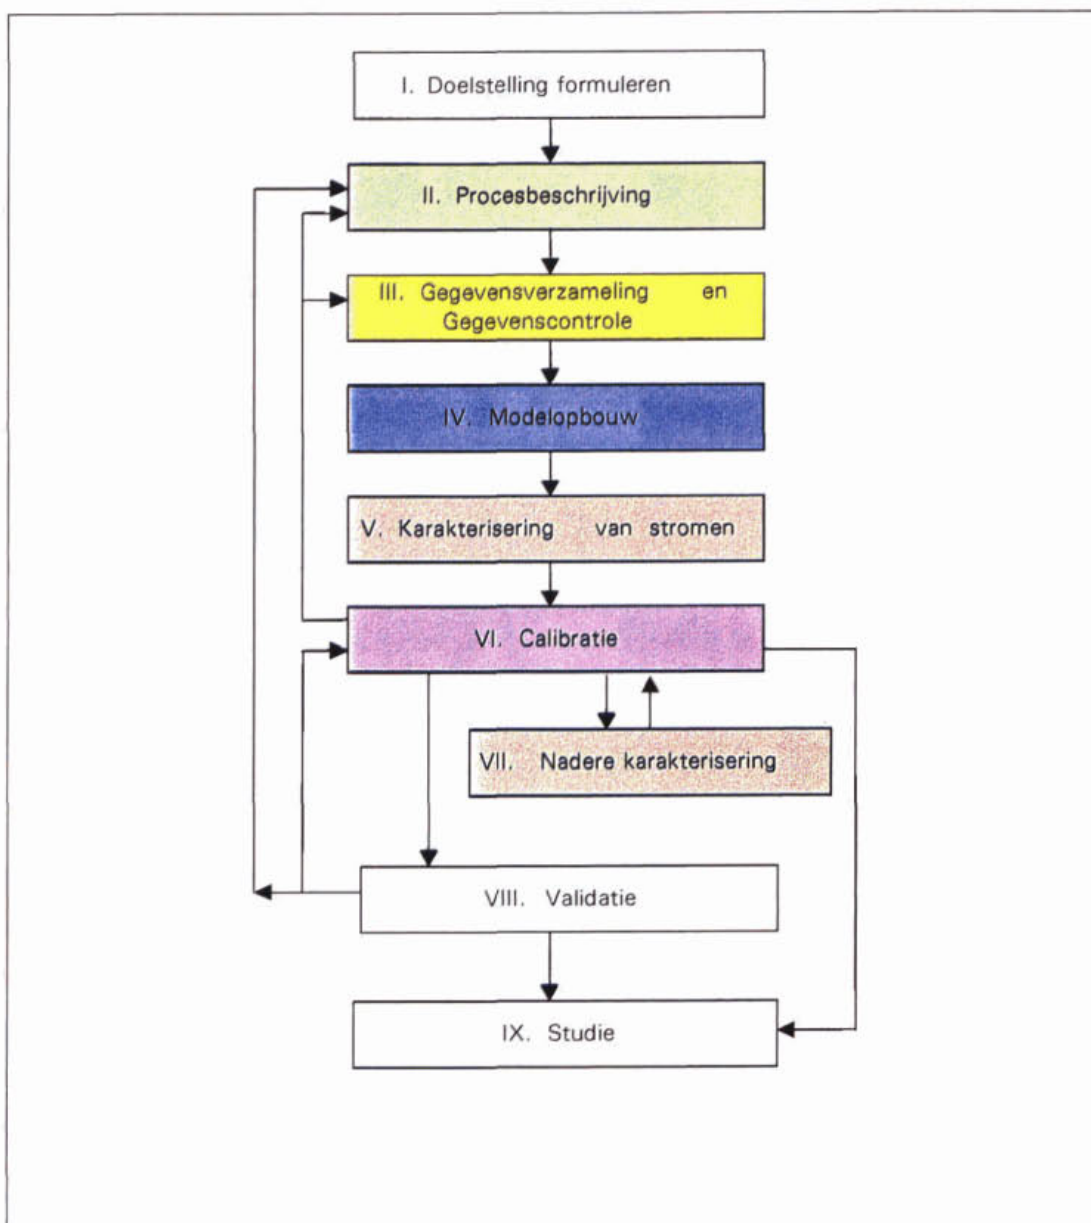 I. Doelstelling formuleren
II. Procesbeschrijving
III. Gegevensverzameling en
Gegevenscontrole
IV. Modelopbouw
V. Karakterisering van stromen
VI. Calibratie
VII. Nadere karakterisering
VIII. Validatie
IX. Studie